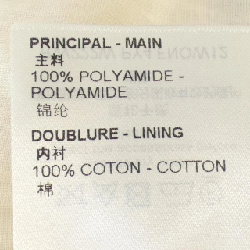 PRINCIPAL - MAIN
主料
100% POLYAMIDE -
POLYAMIDE
锦纶
DOUBLURE - LINING
内衬
100% COTON - COTTON
棉